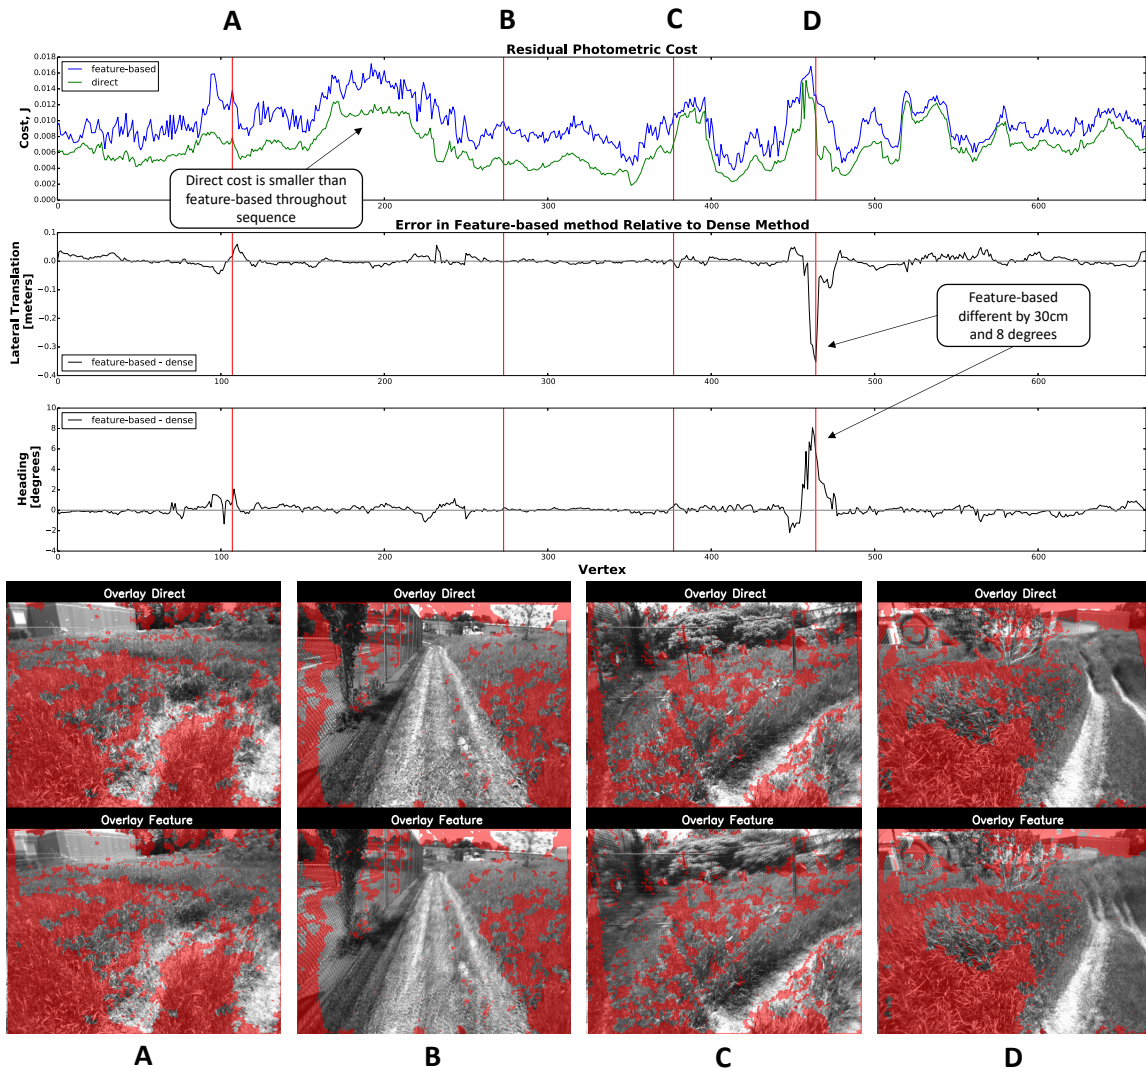 A B C D
Residual Photometric Cost
Cost, J
0.018
0.016
0.014
0.012
0.010
0.008
0.006
0.004
0.002
0.000
feature-based
direct
Direct cost is smaller than
feature-based throughout
sequence
0 100 200 300 400 500 600
Error in Feature-based method Relative to Dense Method
Lateral Translation
[meters]
0.1
0.0
−0.1
−0.2
−0.3
−0.4
feature-based - dense
Feature-based
different by 30cm
and 8 degrees
0 100 200 300 400 500 600
Heading
[degrees]
10
8
6
4
2
0
−2
−4
feature-based - dense
0 100 200 300 400 500 600
Vertex
Overlay Direct Overlay Direct Overlay Direct Overlay Direct
Overlay Feature Overlay Feature Overlay Feature Overlay Feature
A B C D